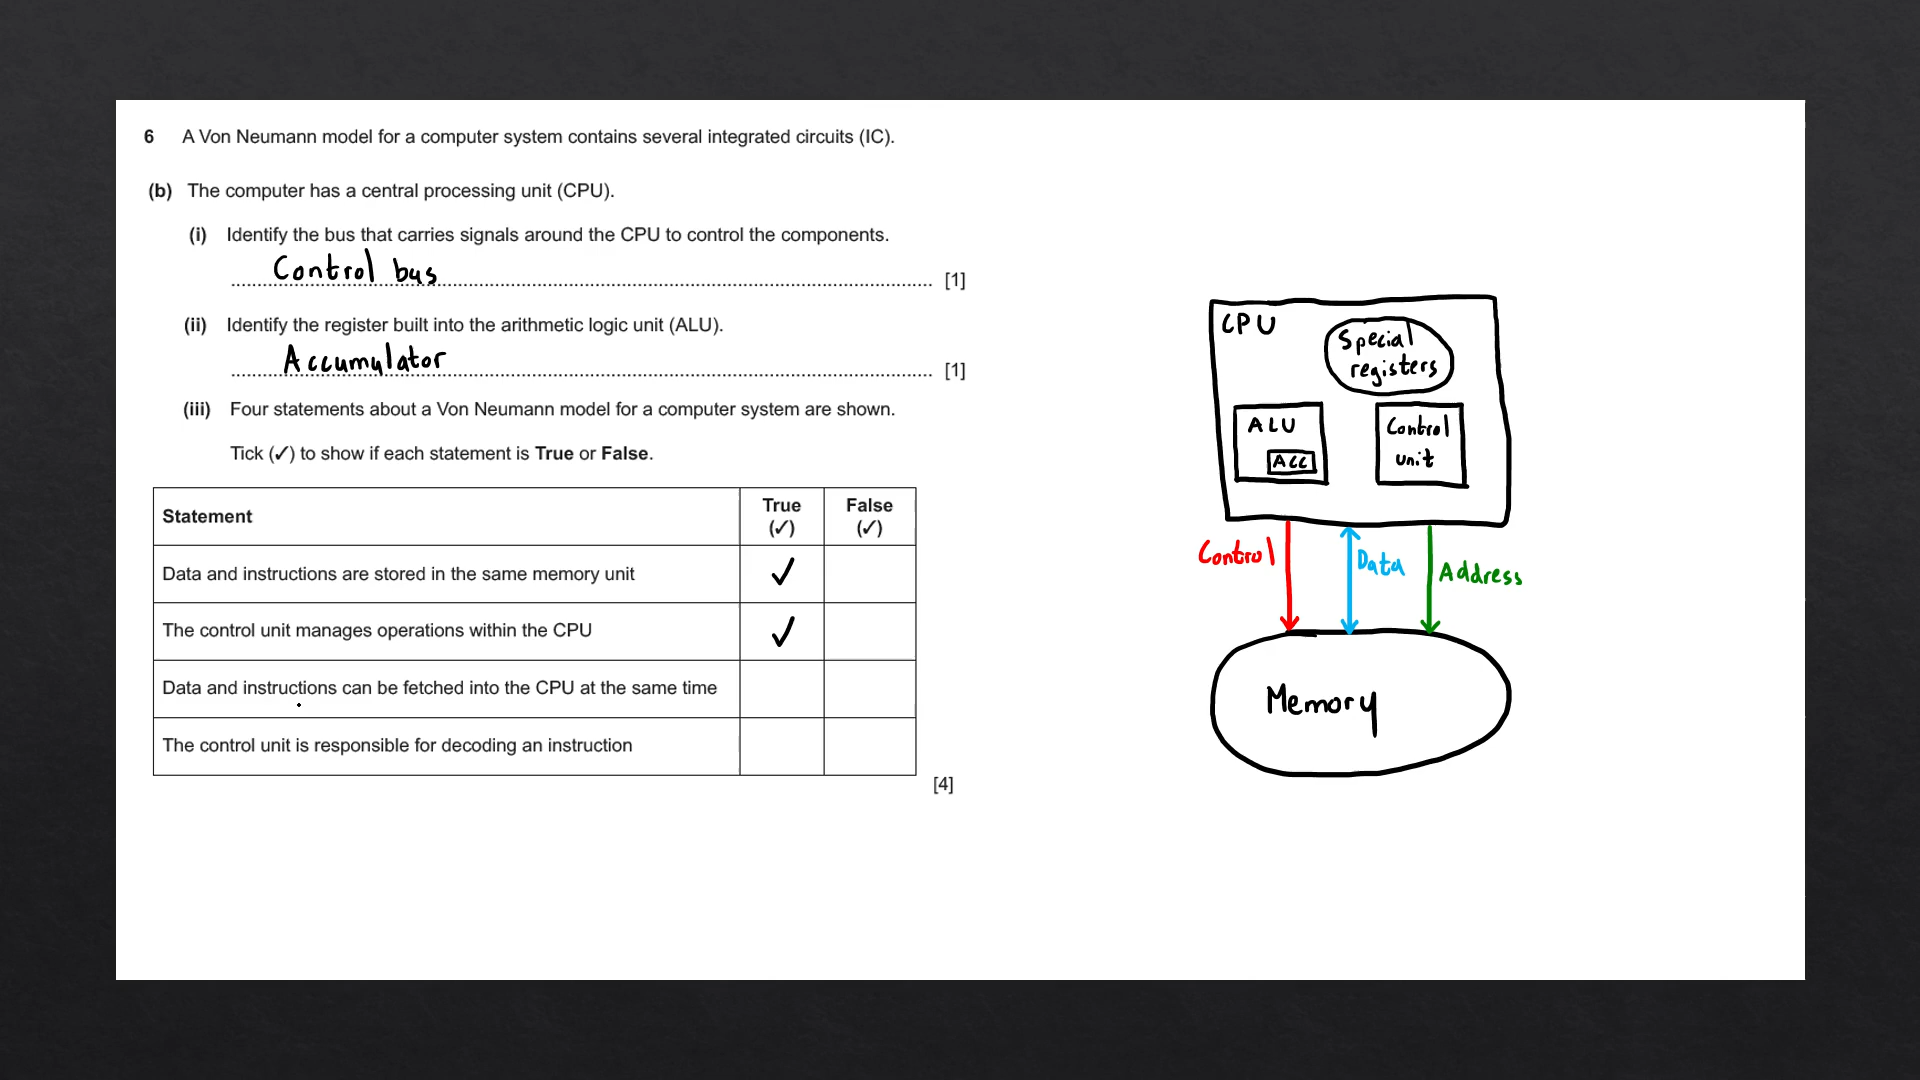 6 A Von Neumann model for a computer system contains several integrated circuits (IC).
(b) The computer has a central processing unit (CPU).
(i) Identify the bus that carries signals around the CPU to control the components.
Control bus
[1]
(ii) Identify the register built into the arithmetic logic unit (ALU).
Accumulator
[1]
(iii) Four statements about a Von Neumann model for a computer system are shown.
Tick (✓) to show if each statement is True or False.
Statement True (✓) False (✓)
Data and instructions are stored in the same memory unit ✓
The control unit manages operations within the CPU ✓
Data and instructions can be fetched into the CPU at the same time
The control unit is responsible for decoding an instruction
[4]
CPU
Special
registers
ALU
ACC
Control
unit
Control
Data
Address
Memory